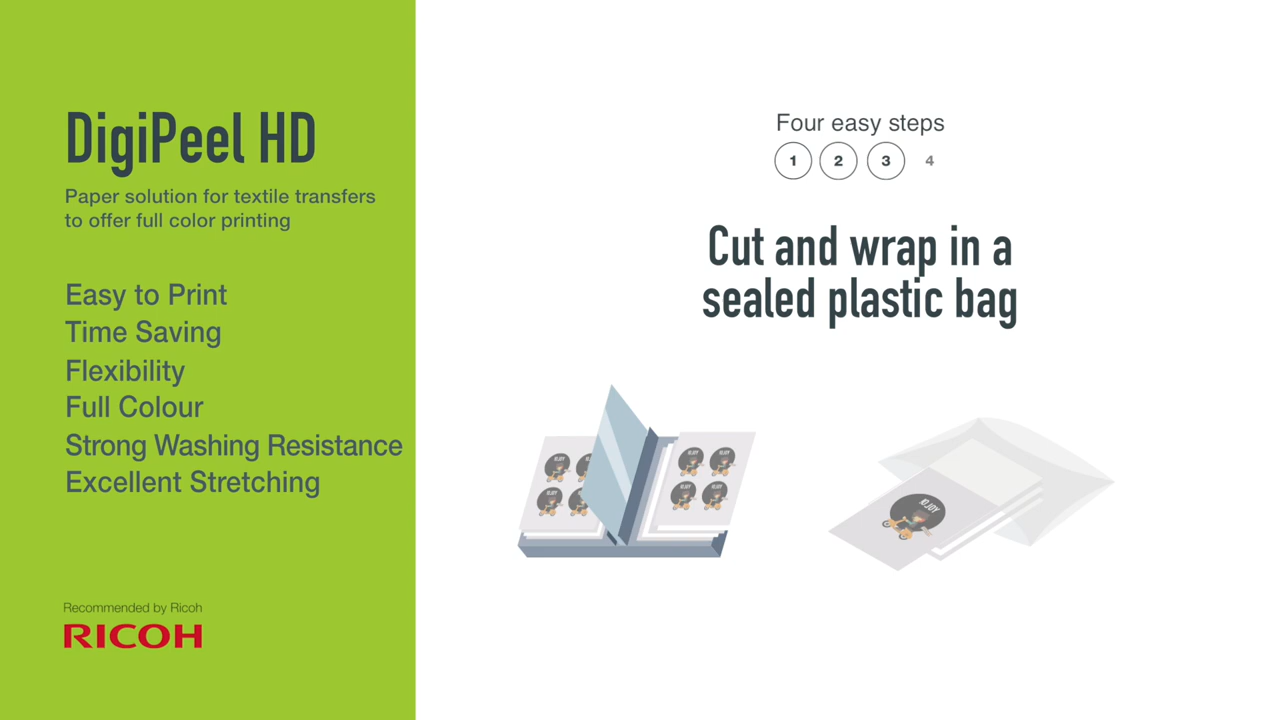 DigiPeel HD
Paper solution for textile transfers
to offer full color printing
Easy to Print
Time Saving
Flexibility
Full Colour
Strong Washing Resistance
Excellent Stretching
Recommended by Ricoh
RICOH
Four easy steps
1 2 3 4
Cut and wrap in a
sealed plastic bag